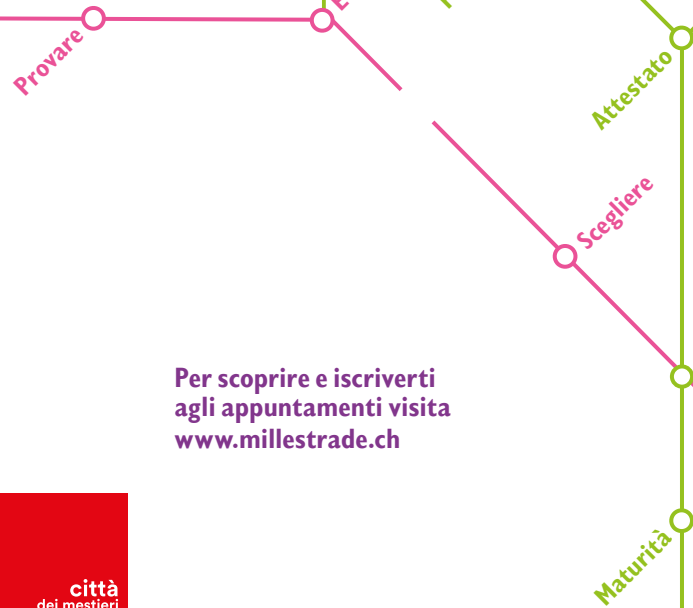 Provare
Attestato
Scegliere
Per scoprire e iscriverti
agli appuntamenti visita
www.millestrade.ch
Maturità
città
dei mestieri